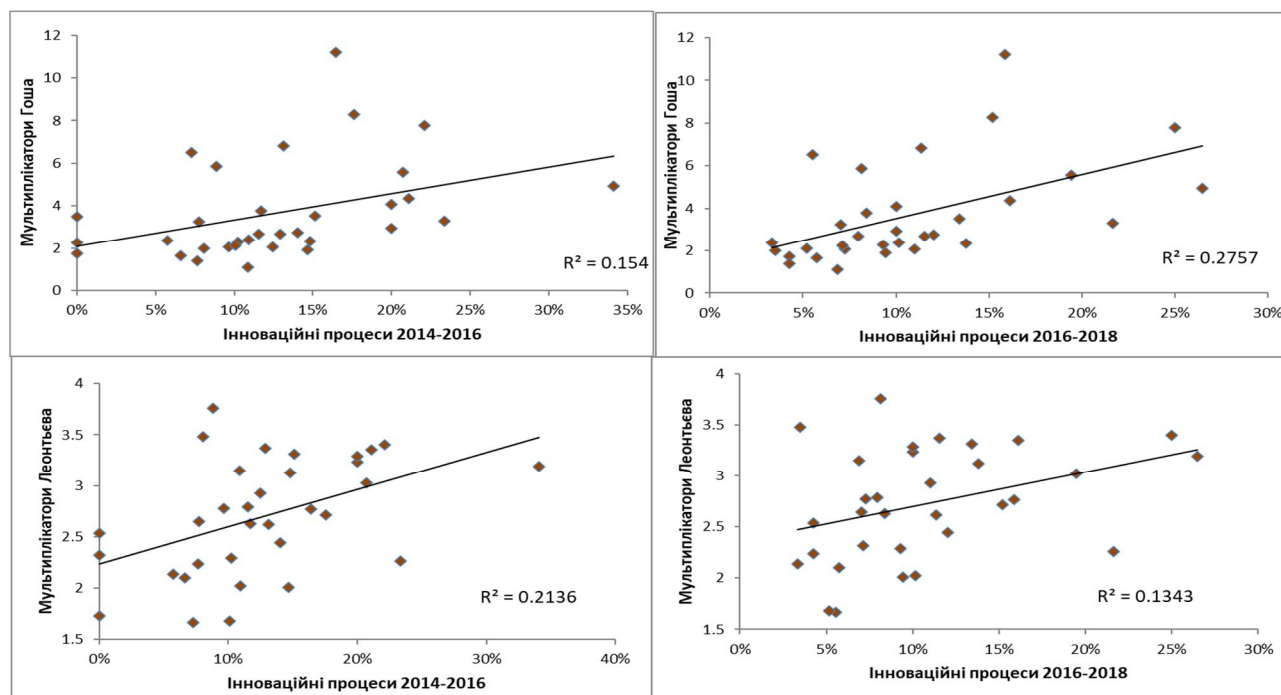 Мультиплікатори Гоша
12
10
8
6
4
2
0
0% 5% 10% 15% 20% 25% 30% 35%
R² = 0.154
Інноваційні процеси 2014-2016
Мультиплікатори Гоша
12
10
8
6
4
2
0
0% 5% 10% 15% 20% 25% 30%
R² = 0.2757
Інноваційні процеси 2016-2018
Мультиплікатори Леонтьєва
4
3.5
3
2.5
2
1.5
0% 10% 20% 30% 40%
R² = 0.2136
Інноваційні процеси 2014-2016
Мультиплікатори Леонтьєва
4
3.5
3
2.5
2
1.5
0% 5% 10% 15% 20% 25% 30%
R² = 0.1343
Інноваційні процеси 2016-2018